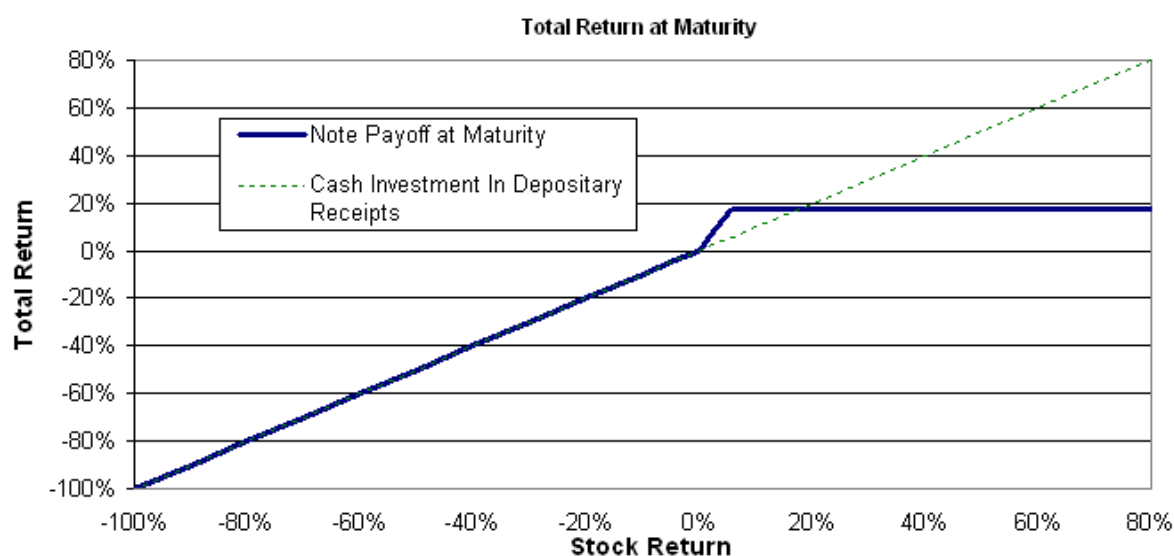 Total Return at Maturity
80%
60%
40%
20%
0%
-20%
-40%
-60%
-80%
-100%
Total Return
Note Payoff at Maturity
Cash Investment In Depositary
Receipts
-100% -80% -60% -40% -20% 0% 20% 40% 60% 80%
Stock Return